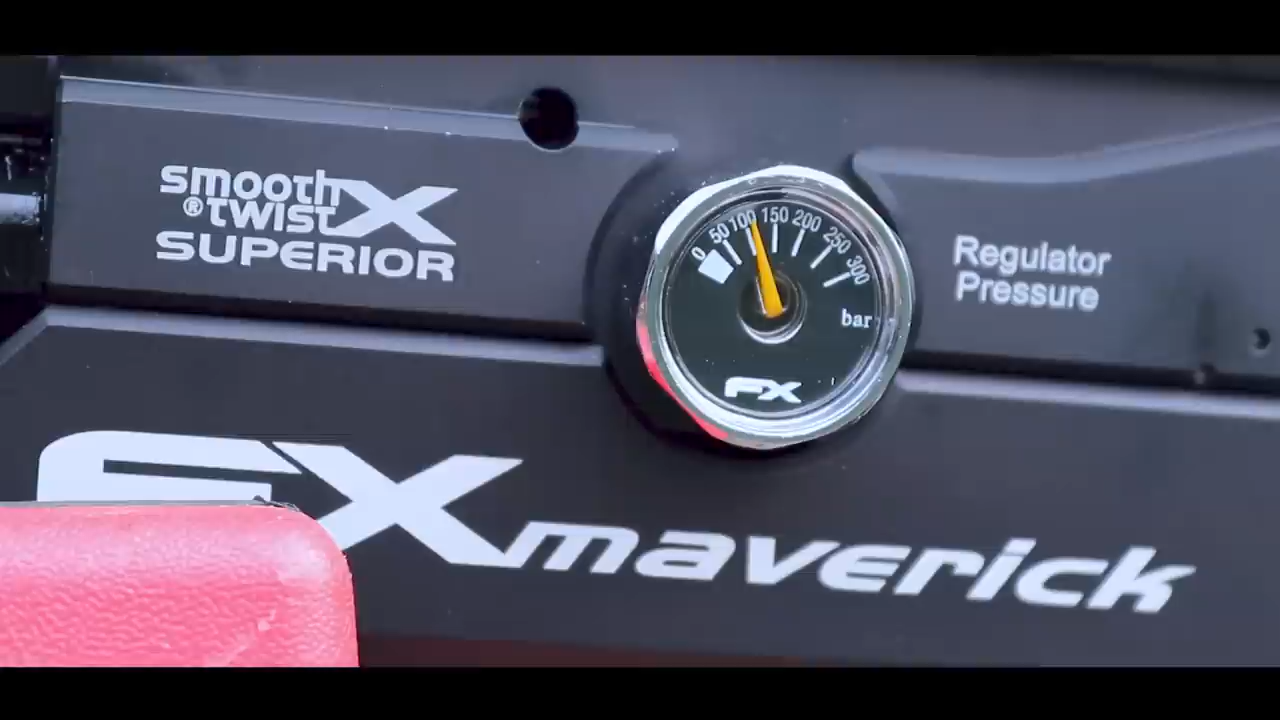 smooth
®TWIST X
SUPERIOR
0 50 100 150 200 250 300
bar
FX
Regulator
Pressure
FX maverick